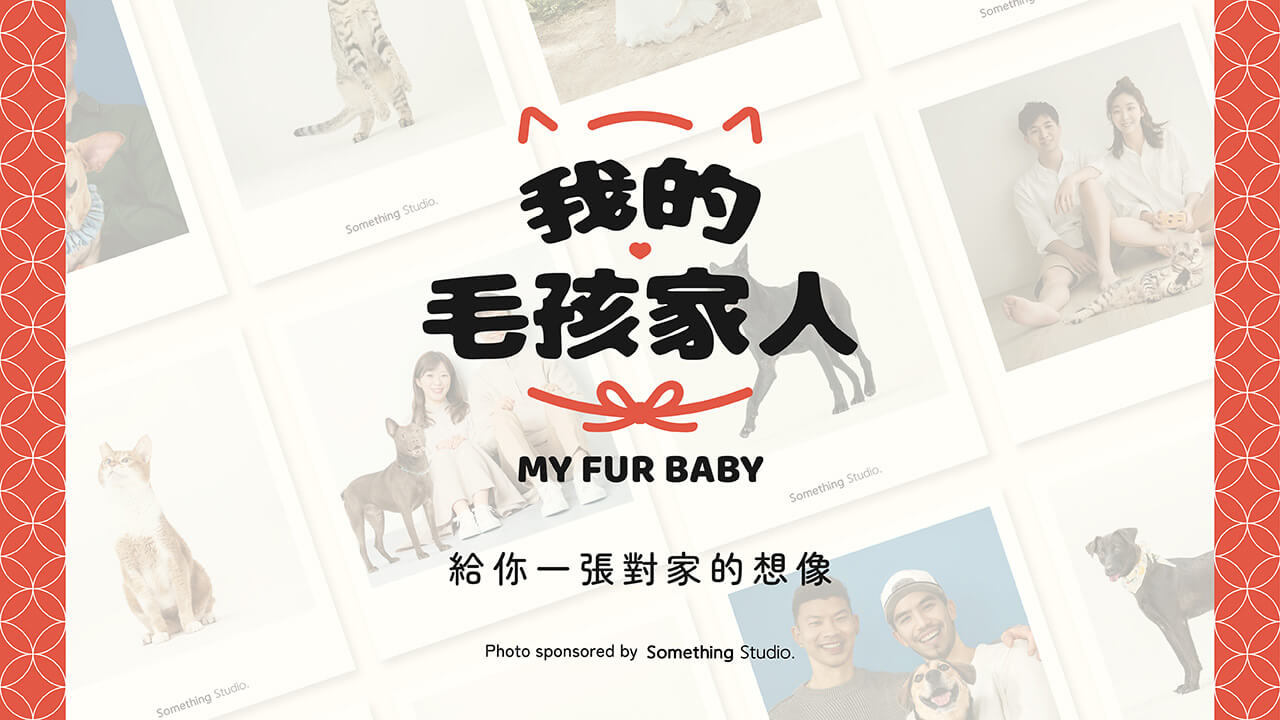 Something
Something Studio.
我的
毛孩家人
MY FUR BABY
Something Studio.
給你一張對家的想像
Photo sponsored by Something Studio.
Something Studio.